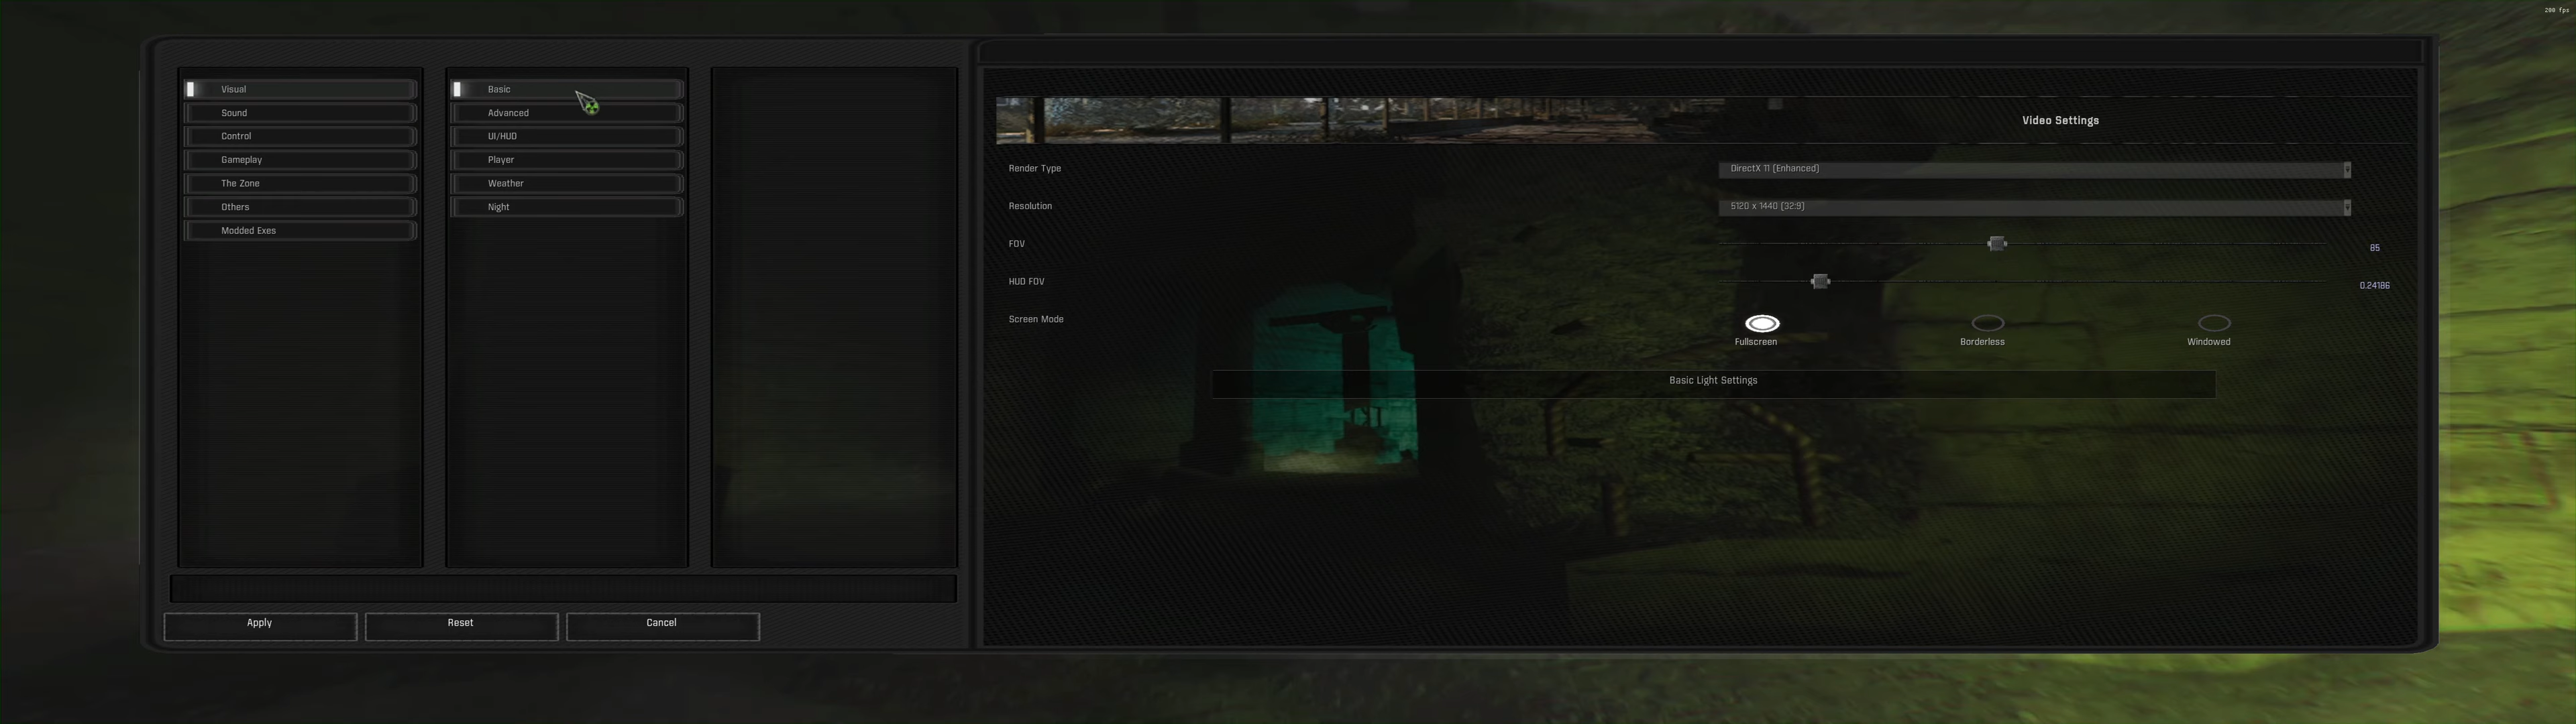 200 fps
Visual
Sound
Control
Gameplay
The Zone
Others
Modded Exes
Basic
Advanced
UI/HUD
Player
Weather
Night
Video Settings
Render Type
DirectX 11 (Enhanced)
Resolution
5120 x 1440 (32:9)
FOV
85
HUD FOV
0.24186
Screen Mode
Fullscreen
Borderless
Windowed
Basic Light Settings
Apply
Reset
Cancel